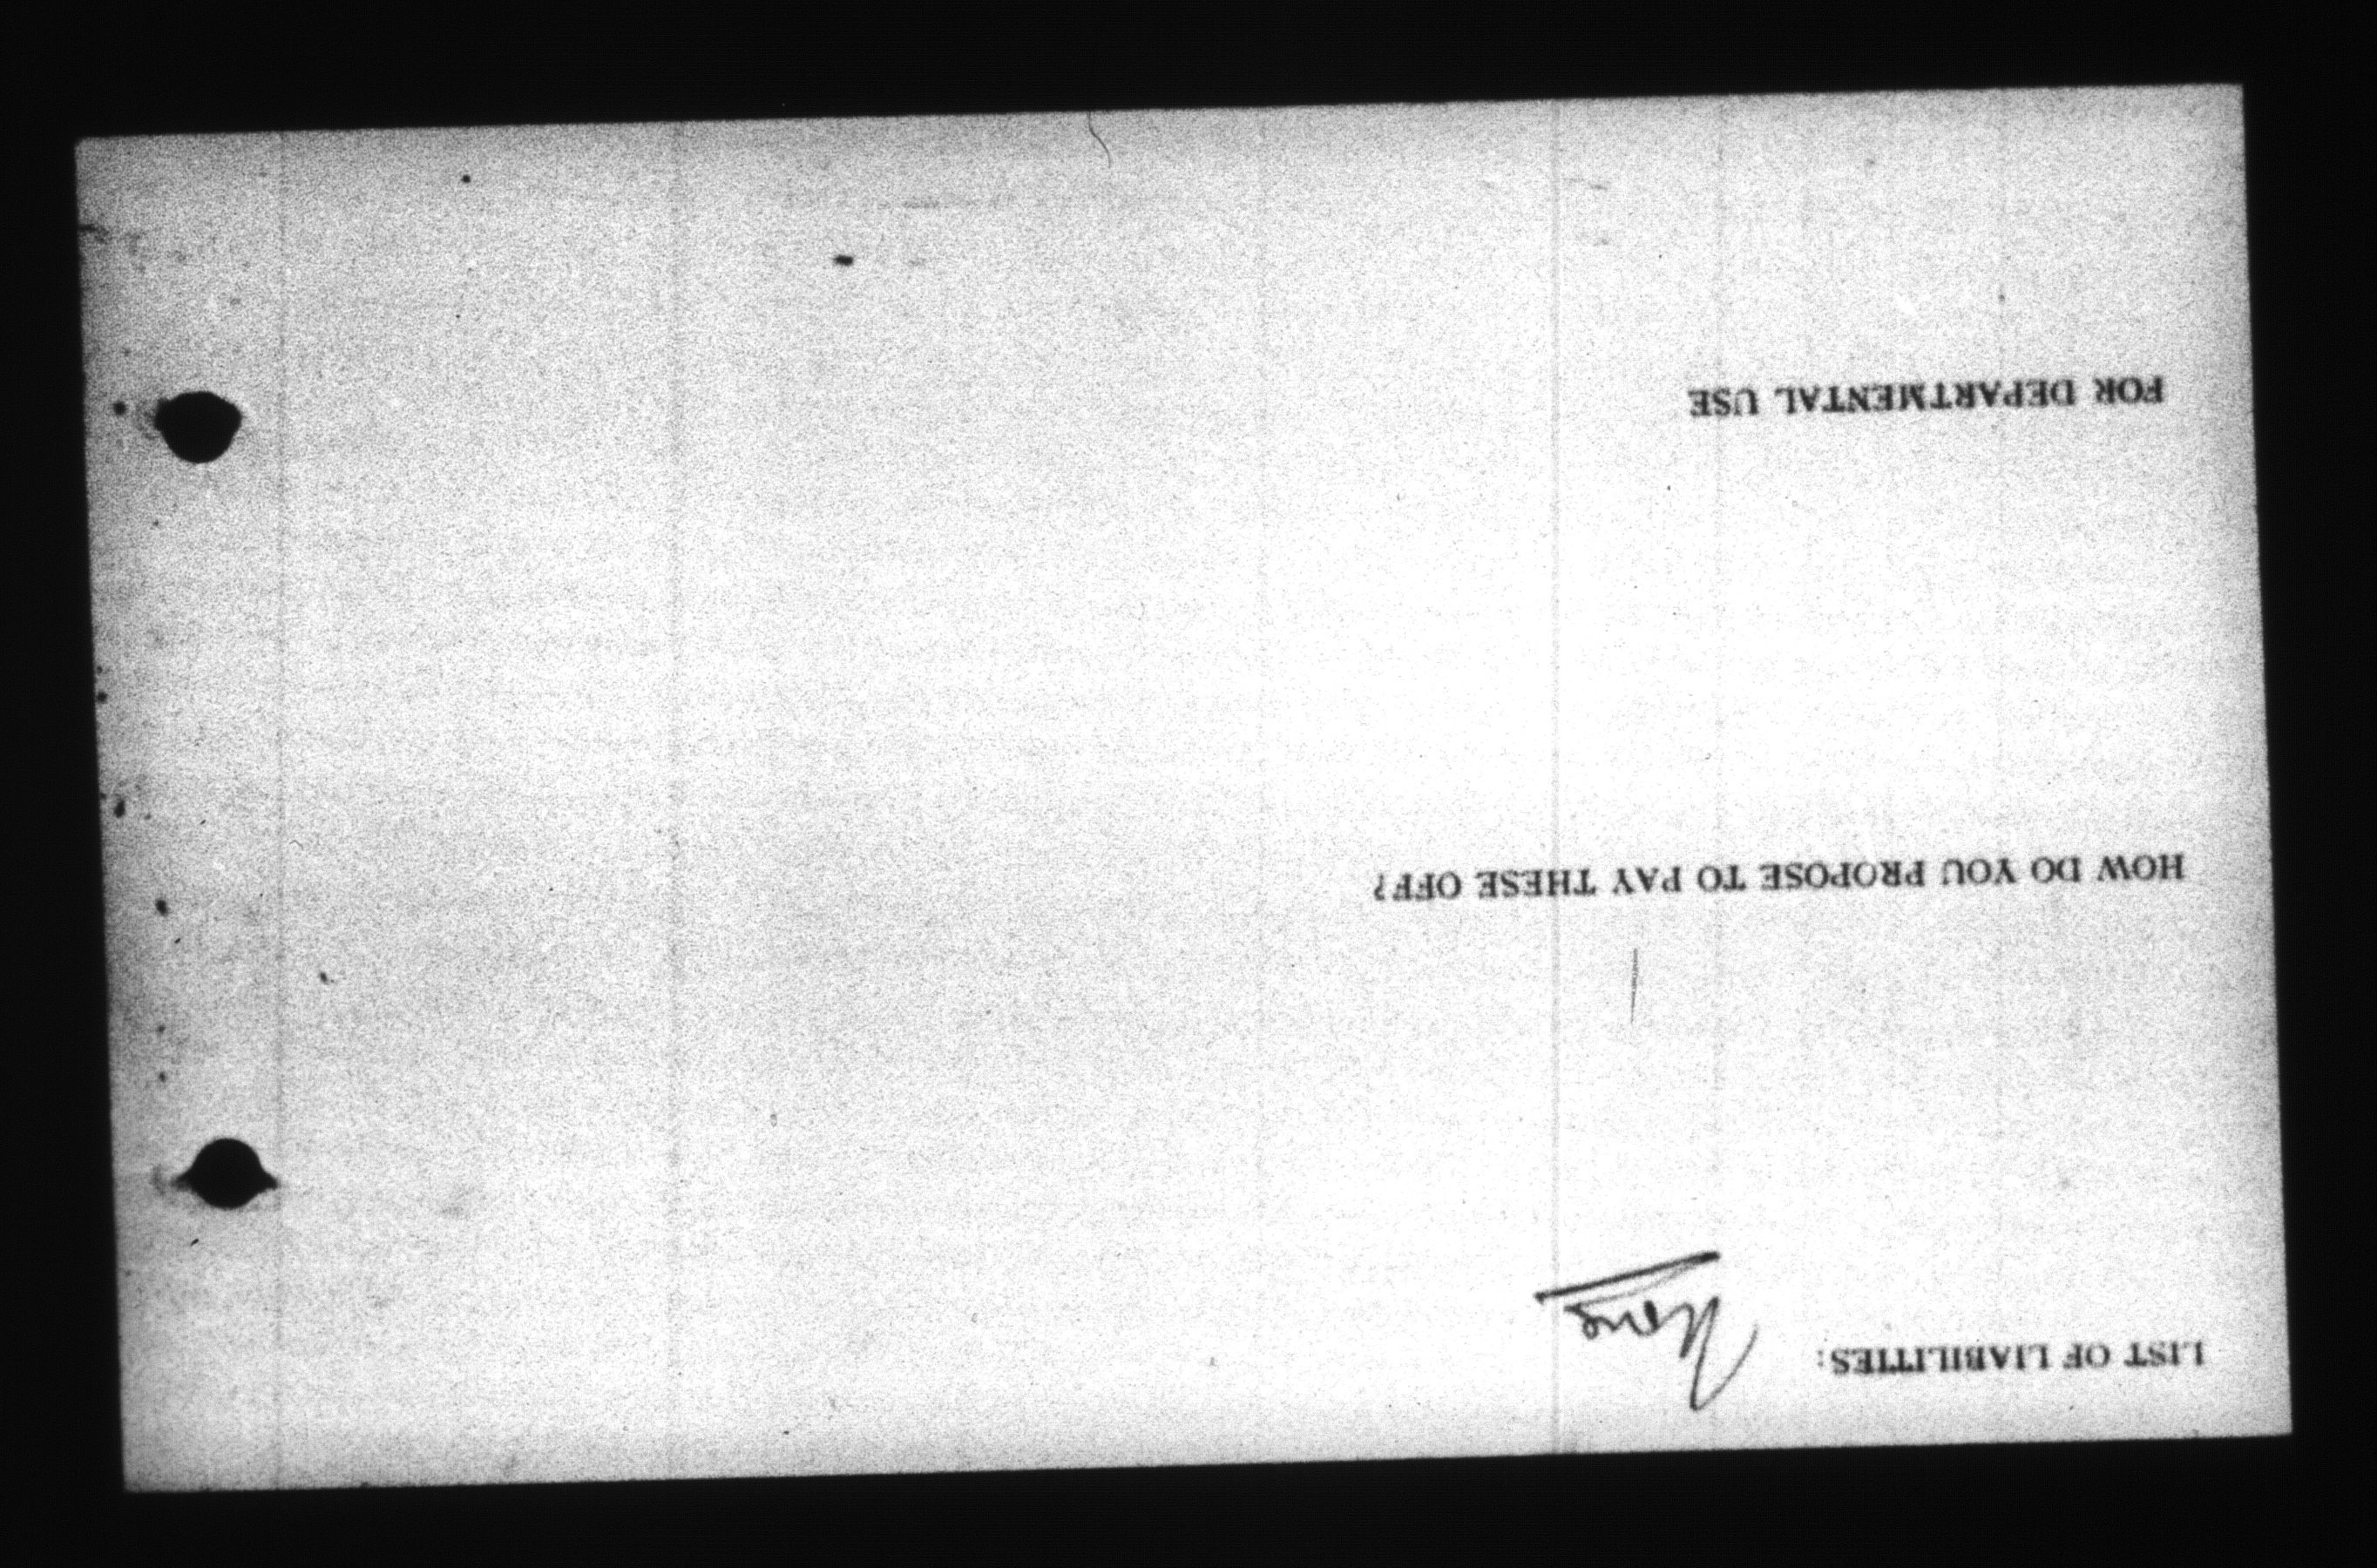 LIST OF LIABILITIES: None
HOW DO YOU PROPOSE TO PAY THESE OFF?
FOR DEPARTMENTAL USE